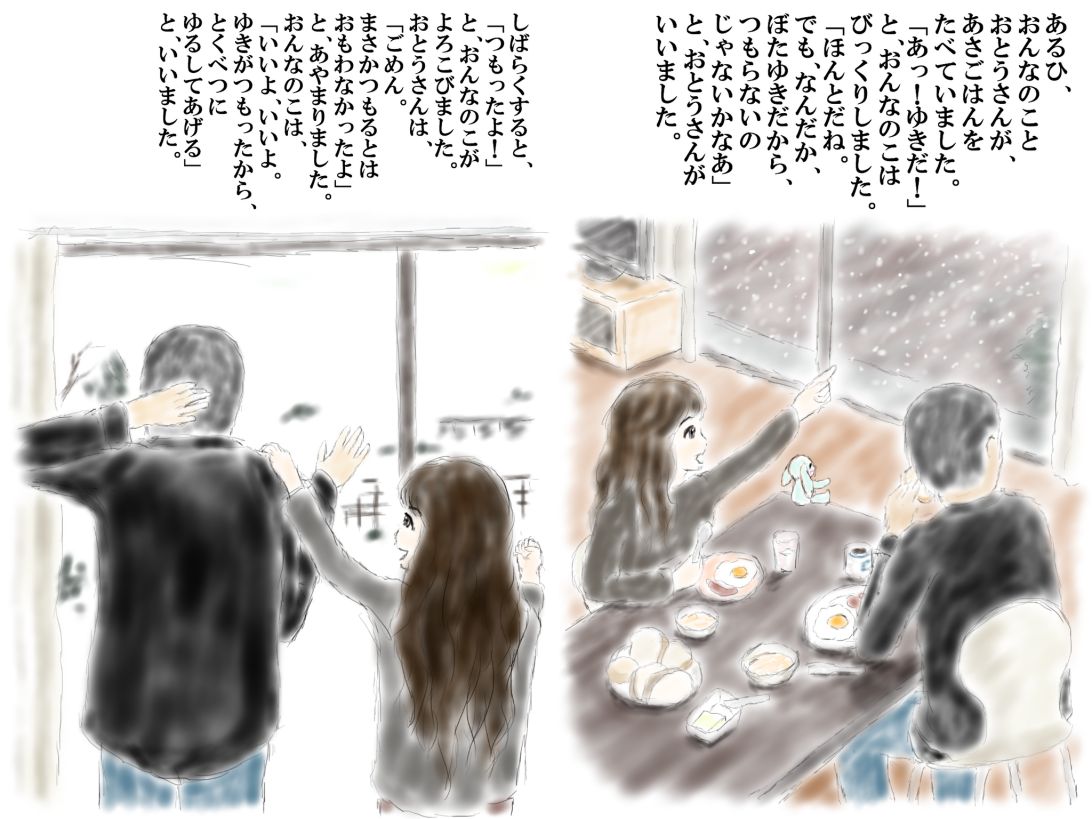 あるひ、
おんなのこと
おとうさんが、
あさごはんを
たべていました。
「あっ！ゆきだ！」
と、おんなのこは
びっくりしました。
「ほんとだね。
でも、なんだか、
ぼたゆきだから、
つもらないの
じゃないかなあ」
と、おとうさんが
いいました。
しばらくすると、
「つもったよ！」
と、おんなのこが
よろこびました。
おとうさんは、
「ごめん。
まさかつもるとは
おもわなかったよ」
と、あやまりました。
おんなのこは、
「いいよ、いいよ。
ゆきがつもったから、
とくべつに
ゆるしてあげる」
と、いいました。